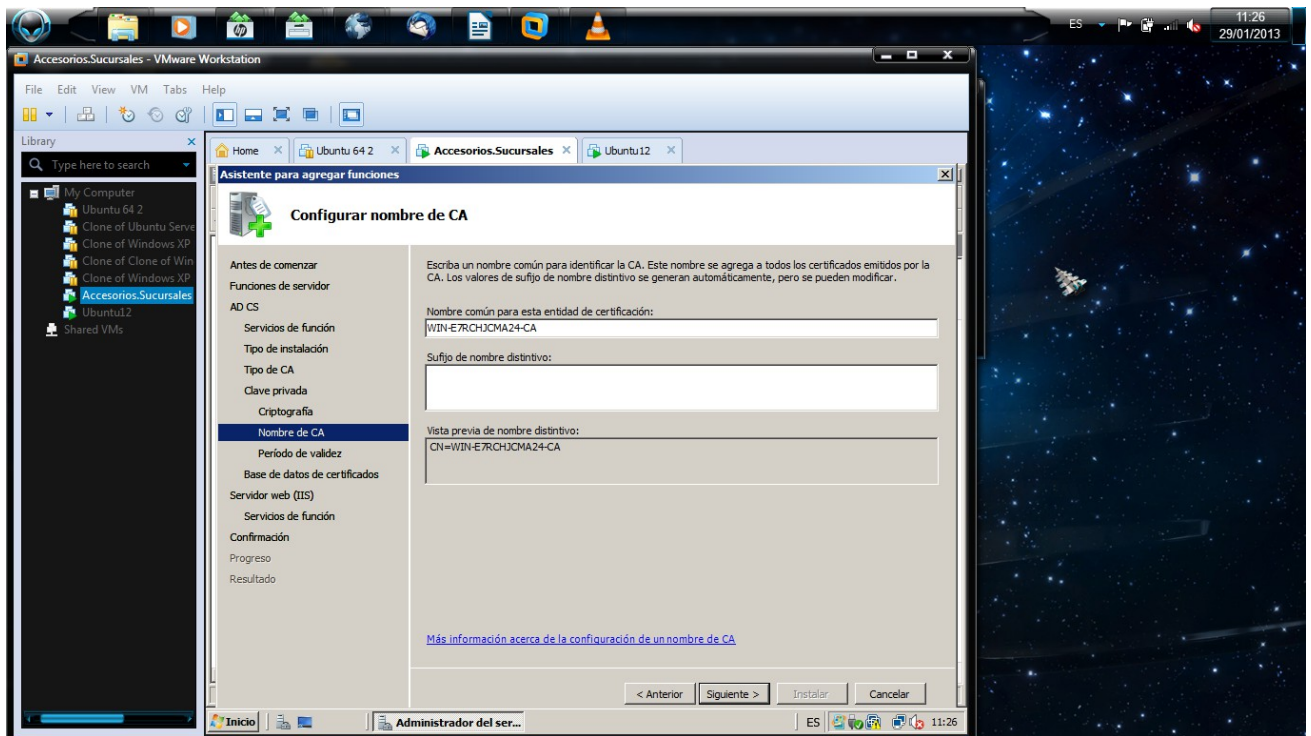 ES
11:26
29/01/2013
Accesorios.Sucursales - VMware Workstation
File Edit View VM Tabs Help
Library
Type here to search
My Computer
Ubuntu 64 2
Clone of Ubuntu Serve
Clone of Windows XP
Clone of Clone of Win
Clone of Windows XP
Accesorios.Sucursales
Ubuntu12
Shared VMs
Home
Ubuntu 64 2
Accesorios.Sucursales
Ubuntu12
Asistente para agregar funciones
Configurar nombre de CA
Antes de comenzar
Funciones de servidor
AD CS
Servicios de función
Tipo de instalación
Tipo de CA
Clave privada
Criptografía
Nombre de CA
Período de validez
Base de datos de certificados
Servidor web (IIS)
Servicios de función
Confirmación
Progreso
Resultado
Escriba un nombre común para identificar la CA. Este nombre se agrega a todos los certificados emitidos por la
CA. Los valores de sufijo de nombre distintivo se generan automáticamente, pero se pueden modificar.
Nombre común para esta entidad de certificación:
WIN-E7RCHJCMA24-CA
Sufijo de nombre distintivo:
Vista previa de nombre distintivo:
CN=WIN-E7RCHJCMA24-CA
Más información acerca de la configuración de un nombre de CA
< Anterior
Siguiente >
Instalar
Cancelar
Inicio
Administrador del ser...
ES
11:26